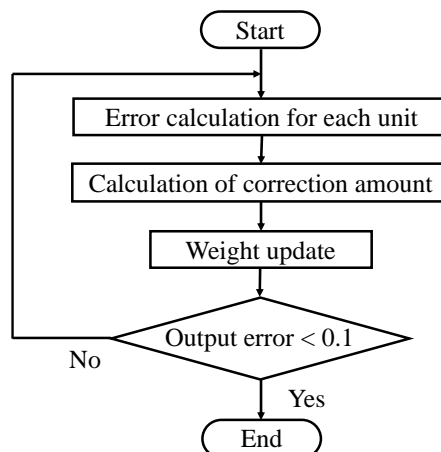 Start
Error calculation for each unit
Calculation of correction amount
Weight update
Output error < 0.1
No
Yes
End